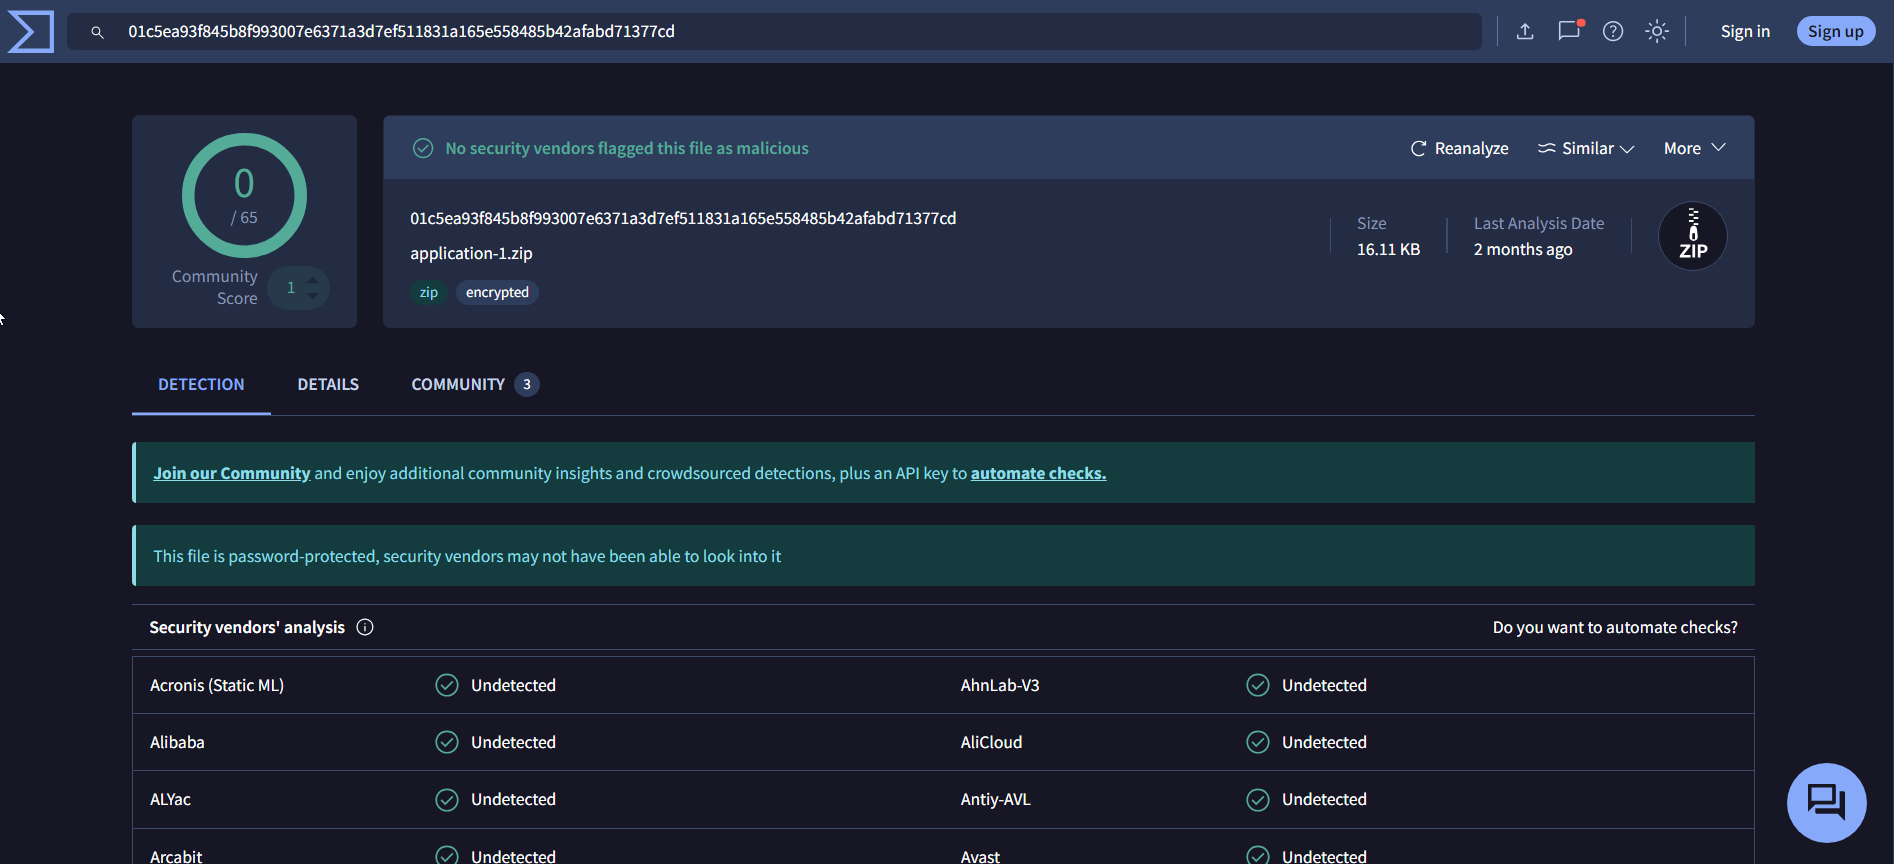 01c5ea93f845b8f993007e6371a3d7ef511831a165e558485b42afabd71377cd
Sign in
Sign up
0
/ 65
Community
Score
1
No security vendors flagged this file as malicious
Reanalyze
Similar
More
01c5ea93f845b8f993007e6371a3d7ef511831a165e558485b42afabd71377cd
application-1.zip
zip
encrypted
Size
16.11 KB
Last Analysis Date
2 months ago
ZIP
DETECTION
DETAILS
COMMUNITY 3
Join our Community and enjoy additional community insights and crowdsourced detections, plus an API key to automate checks.
This file is password-protected, security vendors may not have been able to look into it
Security vendors' analysis
Do you want to automate checks?
Acronis (Static ML) Undetected AhnLab-V3 Undetected
Alibaba Undetected AliCloud Undetected
ALYac Undetected Antiy-AVL Undetected
Arcabit Undetected Avast Undetected